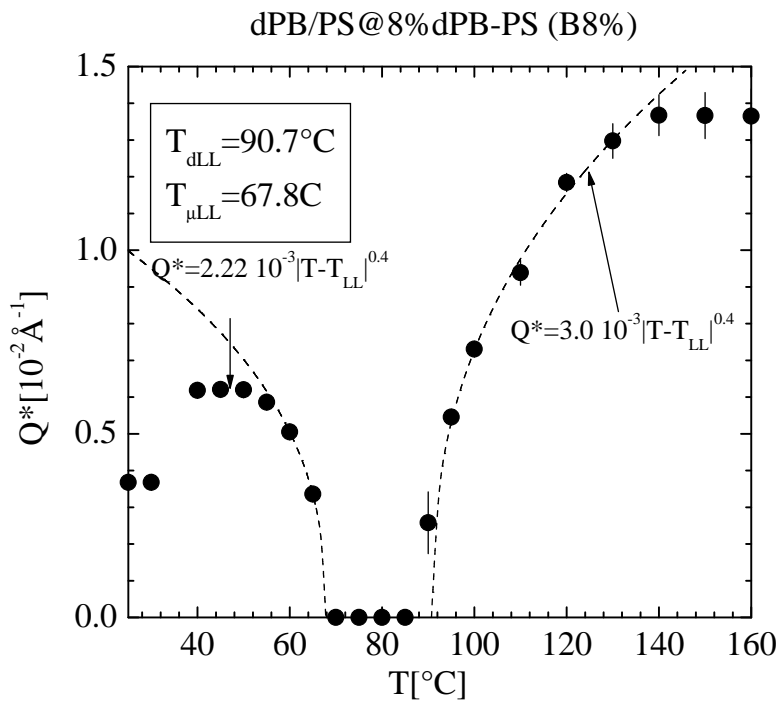 dPB/PS@8%dPB-PS (B8%)
1.5
1.0
0.5
0.0
Q*[10⁻²Å⁻¹]
T_dLL=90.7°C
T_μLL=67.8C
Q*=2.22 10⁻³|T-T_LL|^0.4
Q*=3.0 10⁻³|T-T_LL|^0.4
40 60 80 100 120 140 160
T[°C]